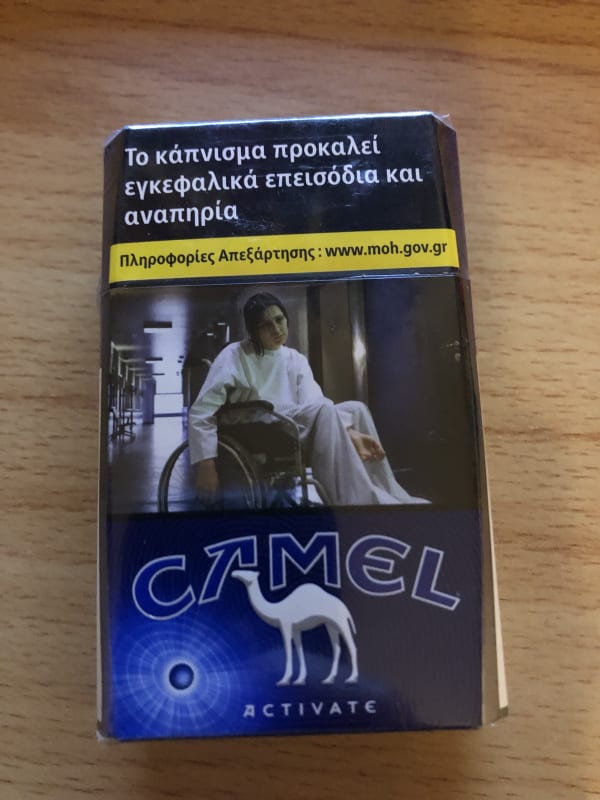 Το κάπνισμα προκαλεί
εγκεφαλικά επεισόδια και
αναπηρία
Πληροφορίες Απεξάρτησης : www.moh.gov.gr
CAMEL
ACTIVATE